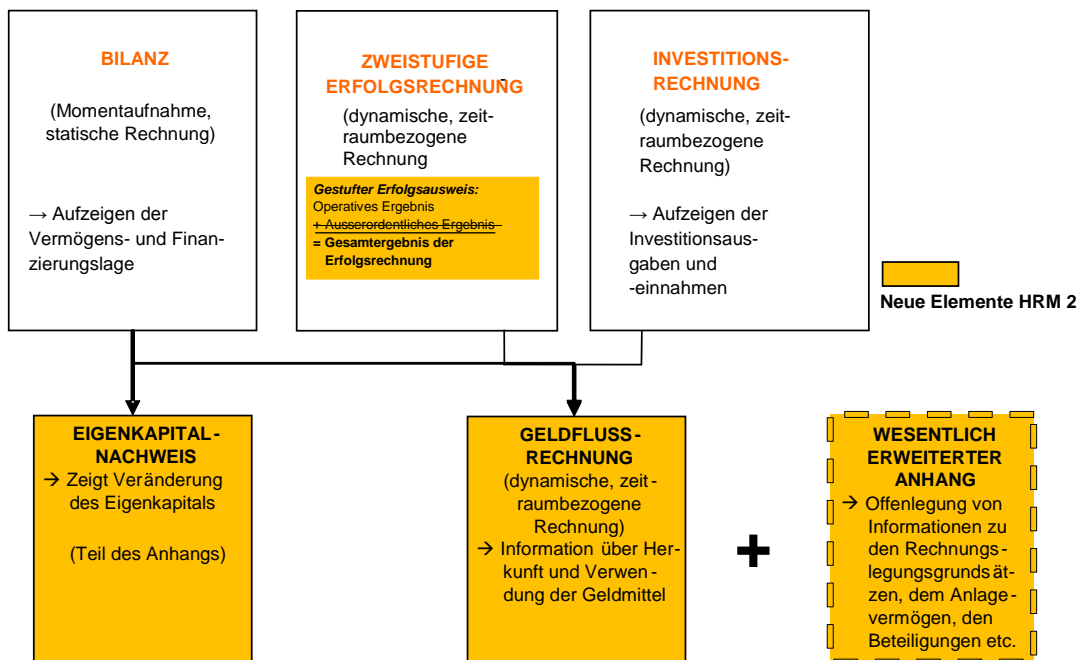 BILANZ
(Momentaufnahme,
statische Rechnung)
→ Aufzeigen der
Vermögens- und Finan-
zierungslage
ZWEISTUFIGE
ERFOLGSRECHNUNG
(dynamische, zeit-
raumbezogene
Rechnung
Gestufter Erfolgsausweis:
Operatives Ergebnis
+ Ausserordentliches Ergebnis
= Gesamtergebnis der
Erfolgsrechnung
INVESTITIONS-
RECHNUNG
(dynamische, zeit-
raumbezogene
Rechnung)
→ Aufzeigen der
Investitionsaus-
gaben und
-einnahmen
Neue Elemente HRM 2
EIGENKAPITAL-
NACHWEIS
→ Zeigt Veränderung
des Eigenkapitals
(Teil des Anhangs)
GELDFLUSS-
RECHNUNG
(dynamische, zeit-
raumbezogene
Rechnung)
→ Information über Her-
kunft und Verwen-
dung der Geldmittel
+
WESENTLICH
ERWEITERTER
ANHANG
→ Offenlegung von
Informationen zu
den Rechnungs-
legungsgrundsät-
zen, dem Anlage-
vermögen, den
Beteiligungen etc.